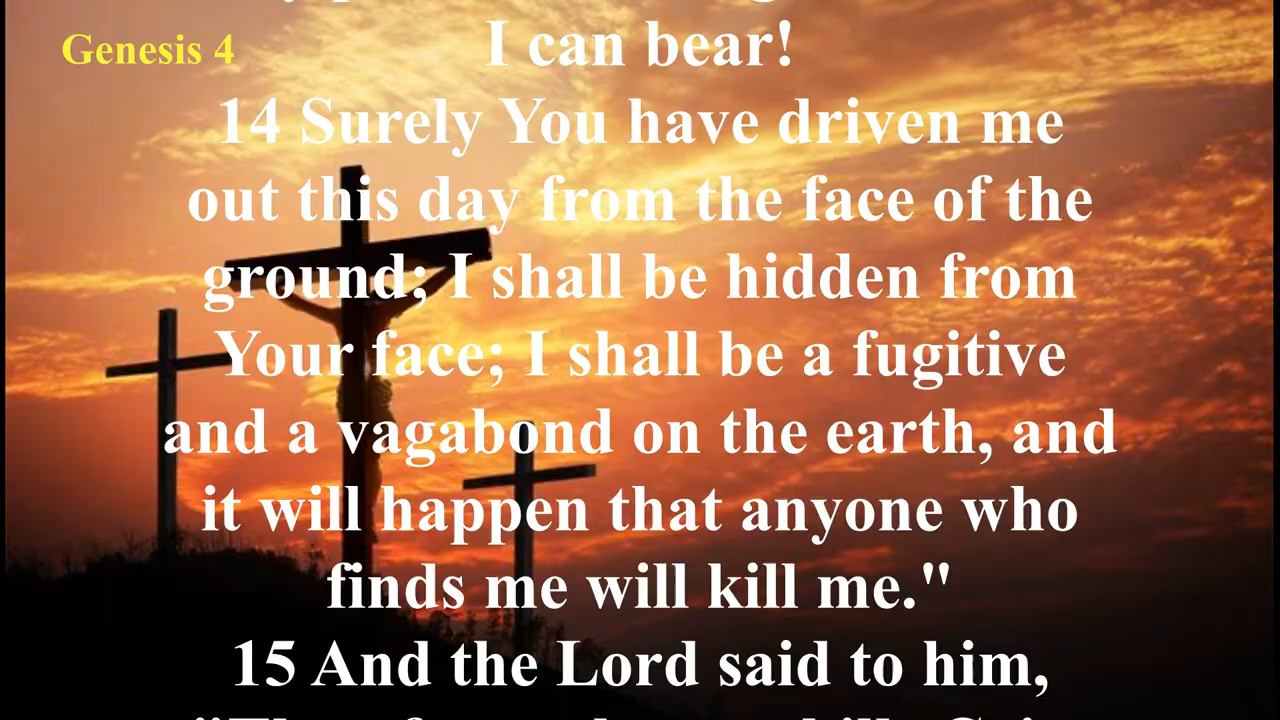 Genesis 4
I can bear!
14 Surely You have driven me
out this day from the face of the
ground; I shall be hidden from
Your face; I shall be a fugitive
and a vagabond on the earth, and
it will happen that anyone who
finds me will kill me."
15 And the Lord said to him,